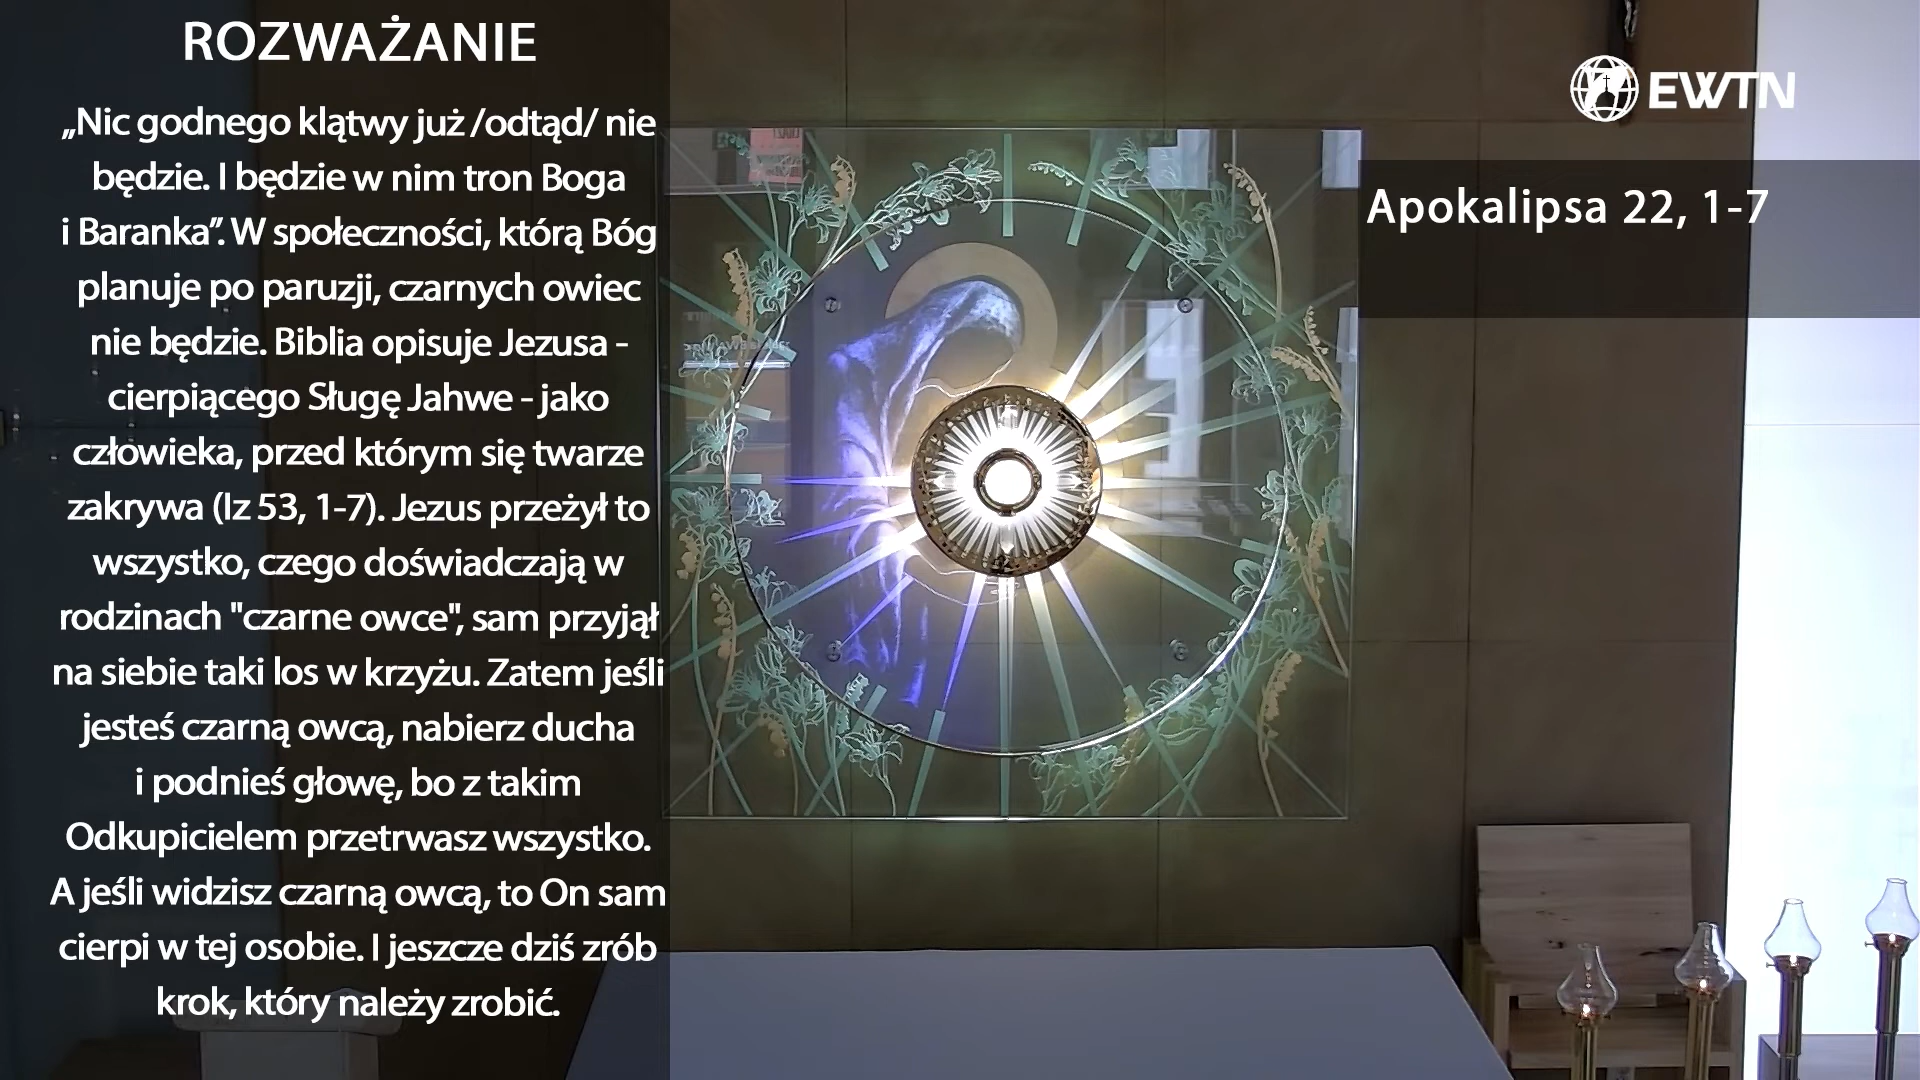 ROZWAŻANIE
„Nic godnego klątwy już /odtąd/ nie
będzie. I będzie w nim tron Boga
i Baranka”. W społeczności, którą Bóg
planuje po paruzji, czarnych owiec
nie będzie. Biblia opisuje Jezusa -
cierpiącego Sługę Jahwe - jako
człowieka, przed którym się twarze
zakrywa (Iz 53, 1-7). Jezus przeżył to
wszystko, czego doświadczają w
rodzinach "czarne owce", sam przyjął
na siebie taki los w krzyżu. Zatem jeśli
jesteś czarną owcą, nabierz ducha
i podnieś głowę, bo z takim
Odkupicielem przetrwasz wszystko.
A jeśli widzisz czarną owcą, to On sam
cierpi w tej osobie. I jeszcze dziś zrób
krok, który należy zrobić.
EWTN
Apokalipsa 22, 1-7